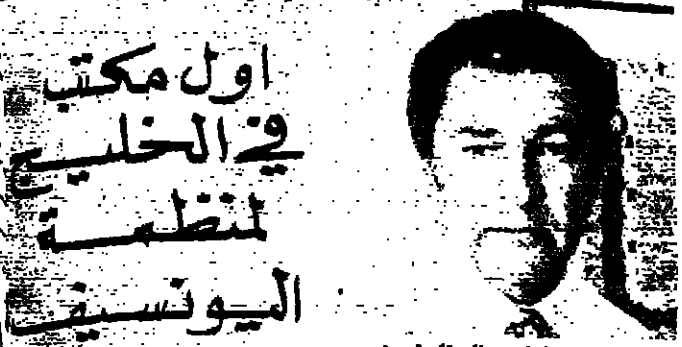 اول مكتب
في الخليج
لمنظمة
اليونسيف